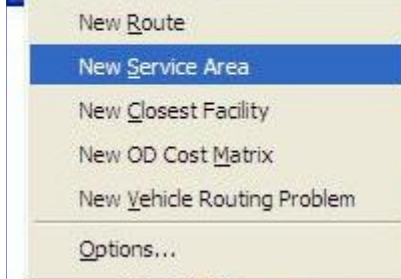 New Route
New Service Area
New Closest Facility
New OD Cost Matrix
New Vehicle Routing Problem
Options...